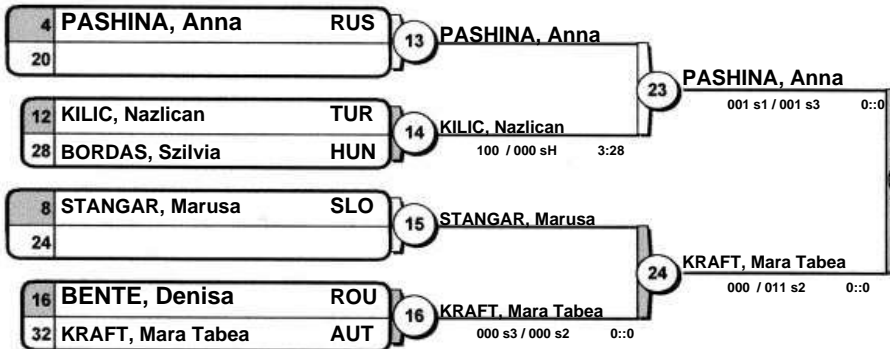 4 PASHINA, Anna RUS
20
13
PASHINA, Anna
12 KILIC, Nazlican TUR
28 BORDAS, Szilvia HUN
14
KILIC, Nazlican
100 / 000 sH 3:28
23
PASHINA, Anna
001 s1 / 001 s3 0::0
8 STANGAR, Marusa SLO
24
15
STANGAR, Marusa
16 BENTE, Denisa ROU
32 KRAFT, Mara Tabea AUT
16
KRAFT, Mara Tabea
000 s3 / 000 s2 0::0
24
KRAFT, Mara Tabea
000 / 011 s2 0::0